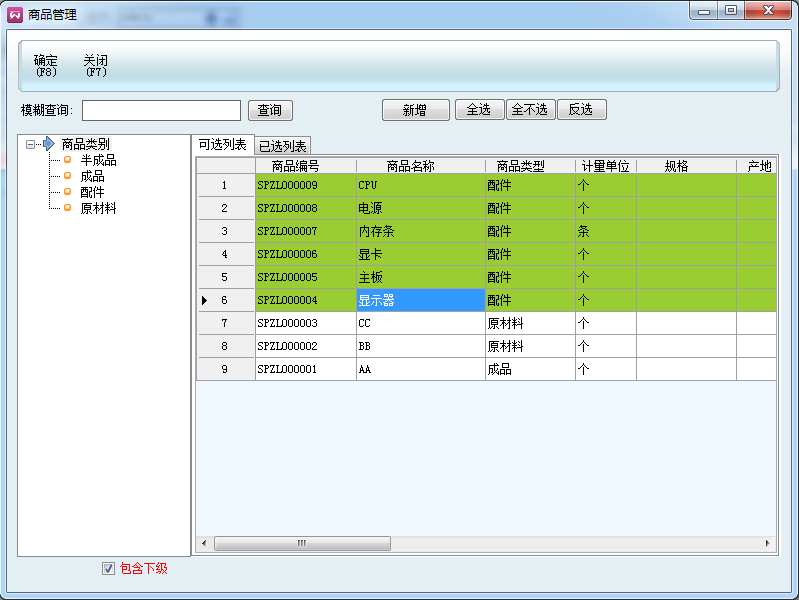 商品管理
确定 关闭
(F8) (F7)
模糊查询: 查询 新增 全选 全不选 反选
商品类别
半成品
成品
配件
原材料
可选列表 已选列表
商品编号 商品名称 商品类型 计量单位 规格 产地
1 SPZL000009 CPU 配件 个
2 SPZL000008 电源 配件 个
3 SPZL000007 内存条 配件 条
4 SPZL000006 显卡 配件 个
5 SPZL000005 主板 配件 个
6 SPZL000004 显示器 配件 个
7 SPZL000003 CC 原材料 个
8 SPZL000002 BB 原材料 个
9 SPZL000001 AA 成品 个
包含下级